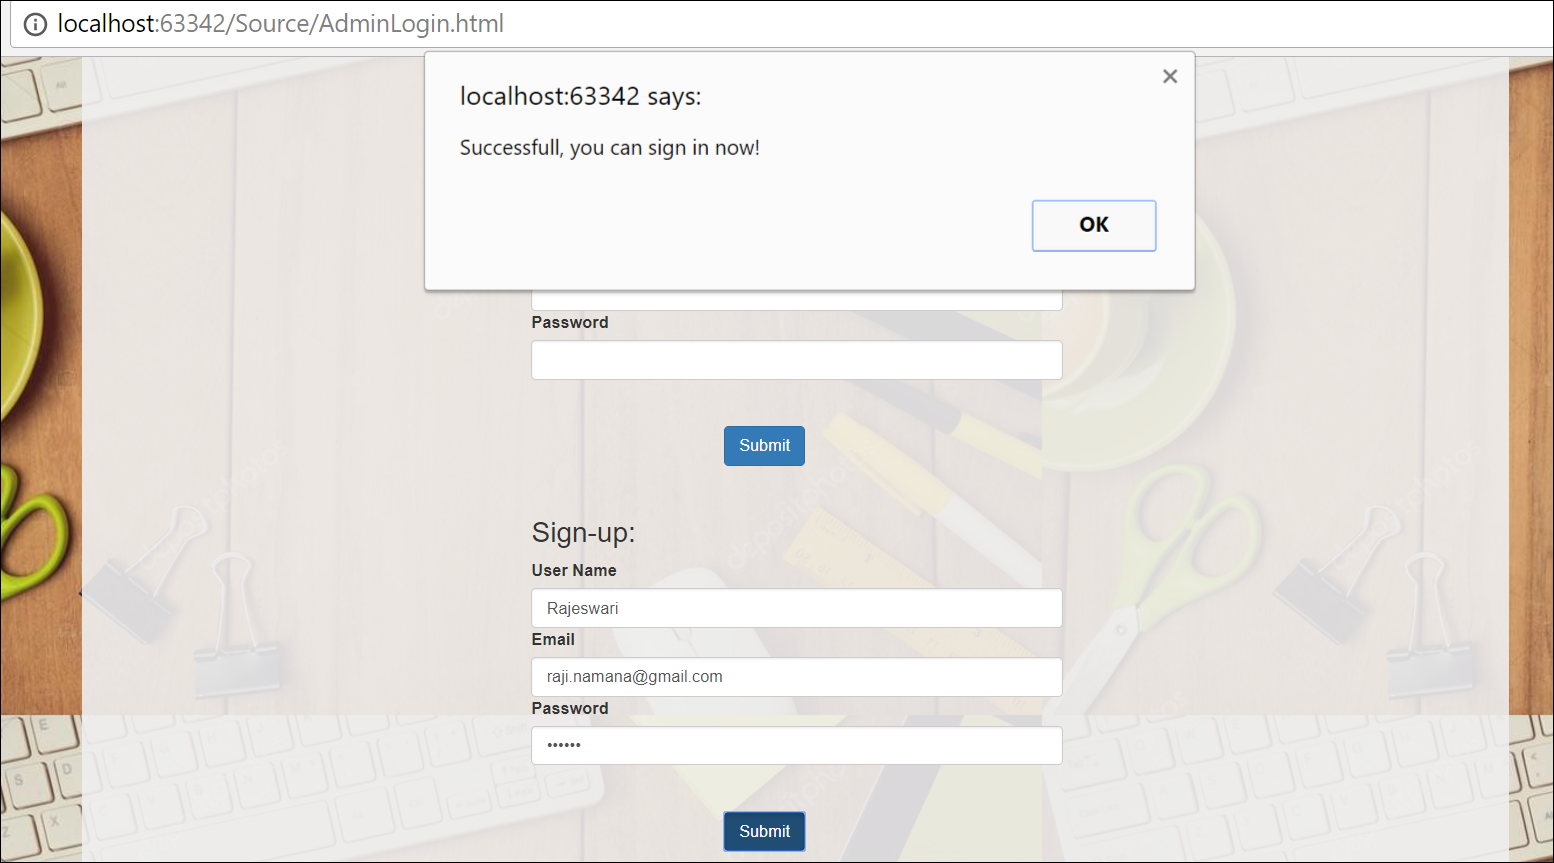 localhost:63342/Source/AdminLogin.html
localhost:63342 says:
Successfull, you can sign in now!
OK
Password
Submit
Sign-up:
User Name
Rajeswari
Email
raji.namana@gmail.com
Password
••••••
Submit